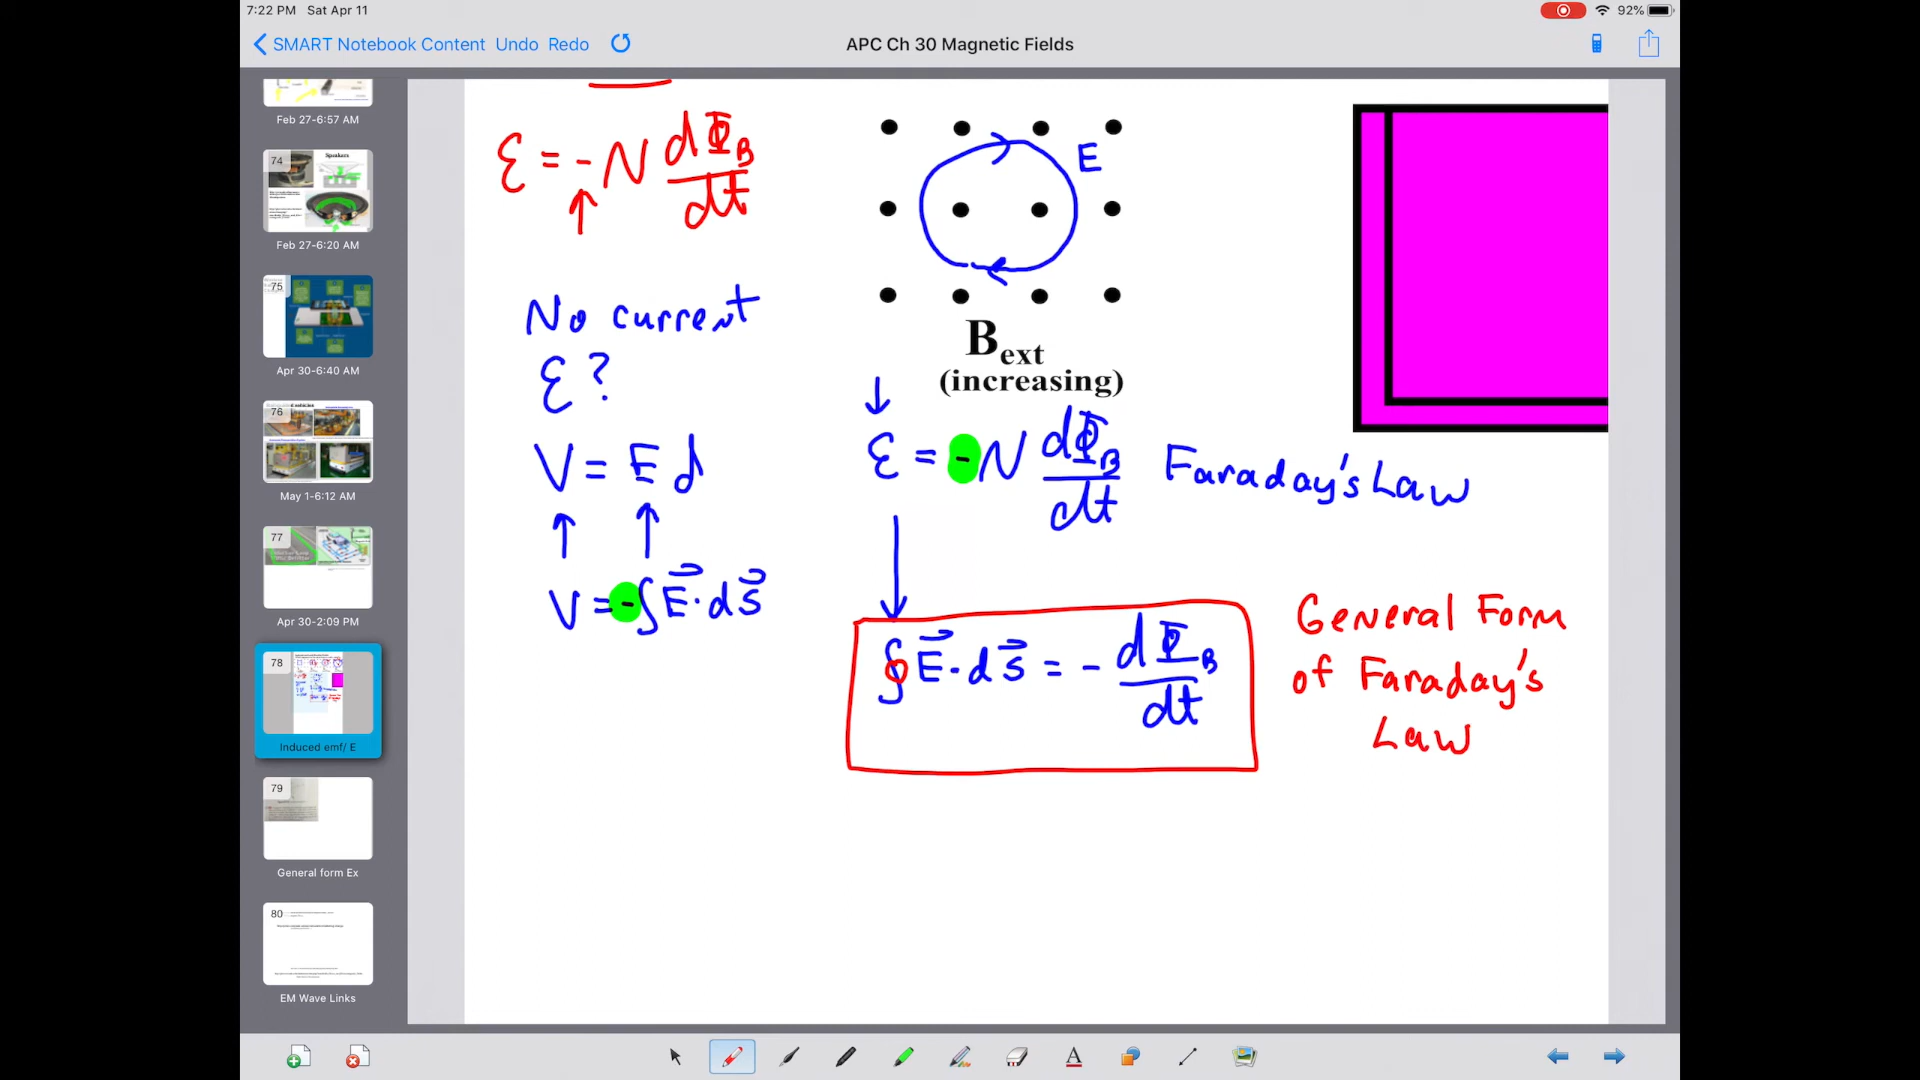 7:22 PM Sat Apr 11
92%
SMART Notebook Content Undo Redo
APC Ch 30 Magnetic Fields
Feb 27-6:57 AM
74
Speakers
Feb 27-6:20 AM
75
Apr 30-6:40 AM
76
May 1-6:12 AM
77
Apr 30-2:09 PM
78
Induced emf/ E
79
General form Ex
80
EM Wave Links
ℰ = -N dΦB/dt
No current
ℰ ?
V = E d
V = -∫E⃗·ds⃗
E
Bext
(increasing)
ℰ = -N dΦB/dt Faraday's Law
∮E⃗·ds⃗ = - dΦB/dt
General Form
of Faraday's
Law
A